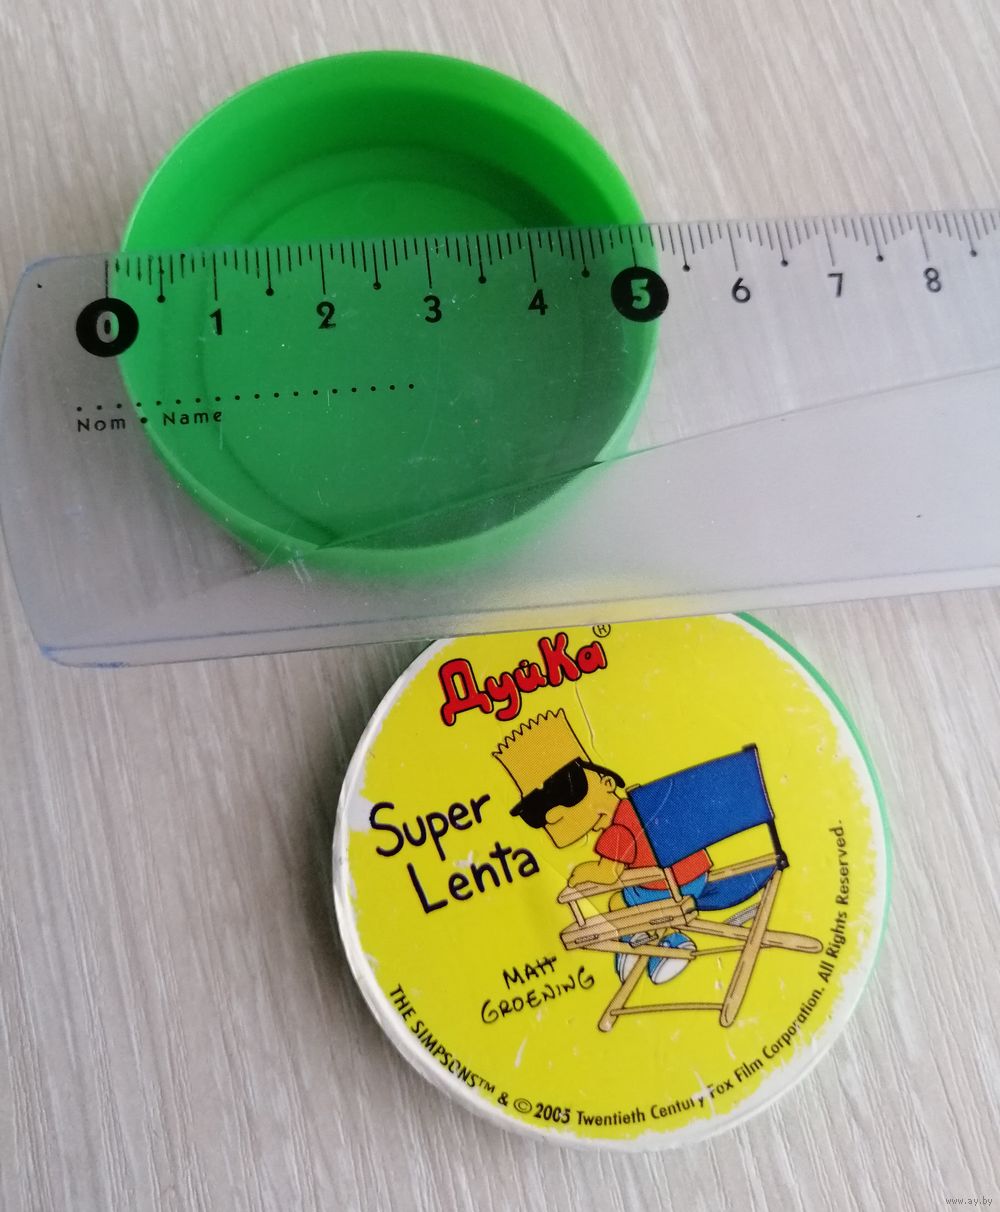 0 1 2 3 4 5 6 7 8
Nom • Name
Дуйка®
Super
Lenta
MATT
GROENING
THE SIMPSONS™ & © 2005 Twentieth Century Fox Film Corporation. All Rights Reserved.
www.ay.by